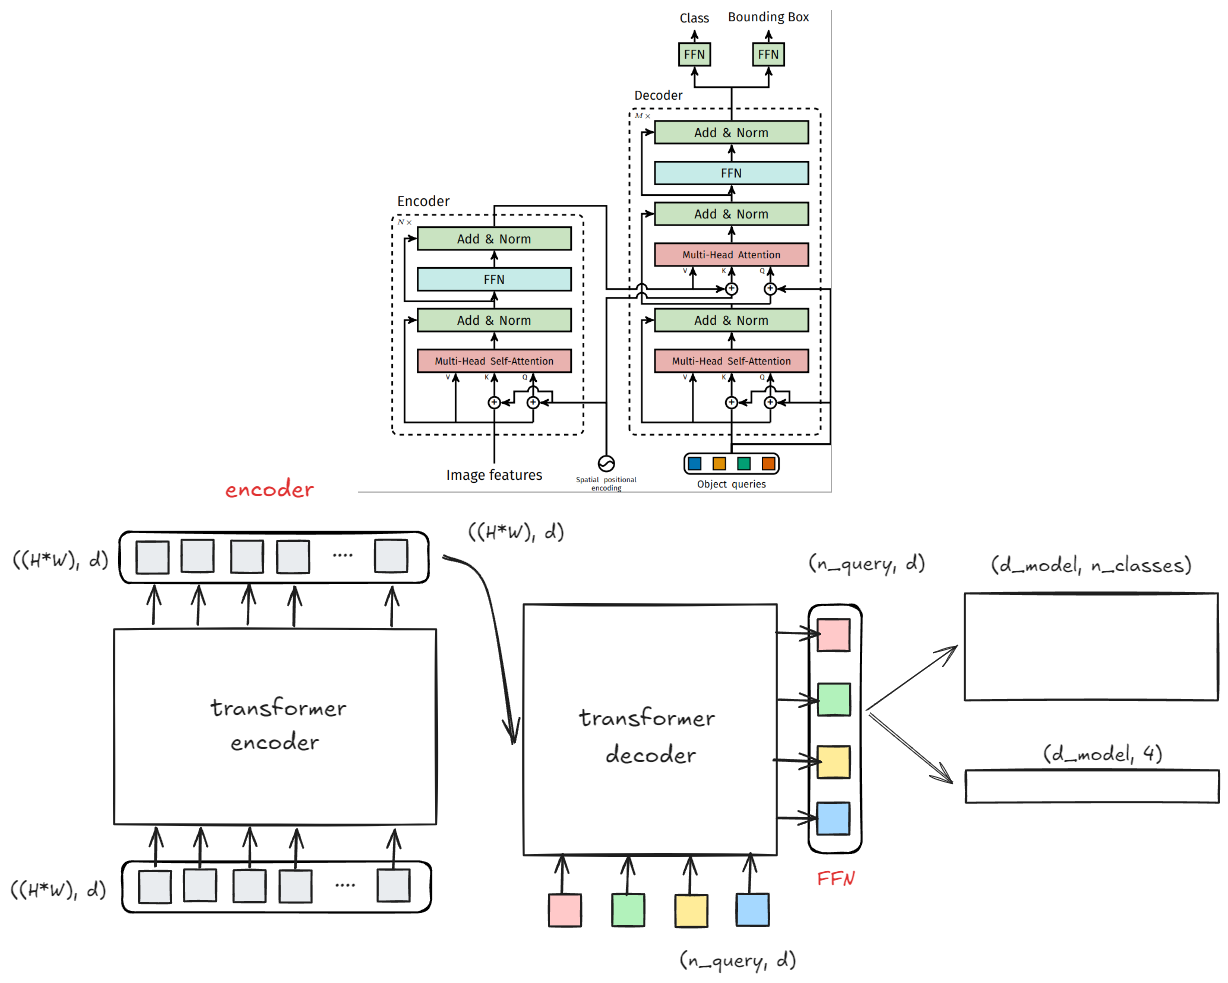 Class
Bounding Box
FFN
FFN
Decoder
M×
Add & Norm
FFN
Add & Norm
Multi-Head Attention
V
K
Q
+
+
Add & Norm
Multi-Head Self-Attention
V
K
Q
+
+
Object queries
Encoder
N×
Add & Norm
FFN
Add & Norm
Multi-Head Self-Attention
V
K
Q
+
+
Image features
Spatial positional
encoding
encoder
((H*W), d)
....
((H*W), d)
transformer
encoder
((H*W), d)
....
transformer
decoder
(n_query, d)
(n_query, d)
FFN
(d_model, n_classes)
(d_model, 4)